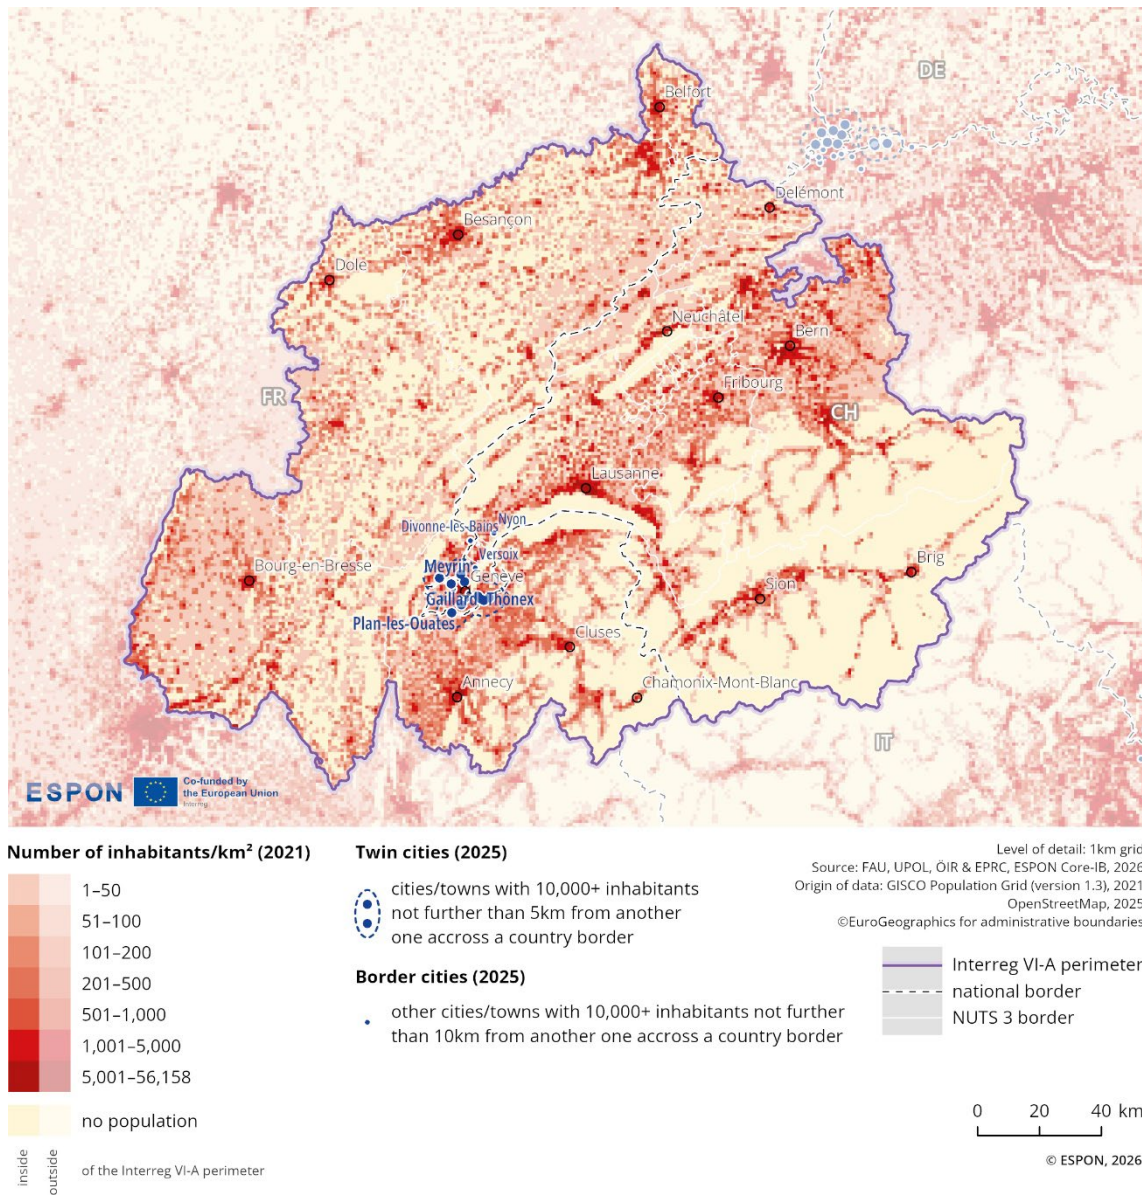 DE
Belfort
Delémont
Besançon
Dole
Neuchâtel
Bern
FR
Fribourg
CH
Lausanne
Nyon
Divonne-les-Bains
Versoix
Meyrin
Genève
Bourg-en-Bresse
Brig
Sion
Gaillard
Thônex
Plan-les-Ouates
Cluses
Annecy
Chamonix-Mont-Blanc
IT
ESPON
Co-funded by
the European Union
Interreg
Number of inhabitants/km² (2021)
1–50
51–100
101–200
201–500
501–1,000
1,001–5,000
5,001–56,158
no population
inside
outside
of the Interreg VI-A perimeter
Twin cities (2025)
cities/towns with 10,000+ inhabitants
not further than 5km from another
one accross a country border
Border cities (2025)
other cities/towns with 10,000+ inhabitants not further
than 10km from another one accross a country border
Level of detail: 1km grid
Source: FAU, UPOL, ÖIR & EPRC, ESPON Core-IB, 2026
Origin of data: GISCO Population Grid (version 1.3), 2021
OpenStreetMap, 2025
©EuroGeographics for administrative boundaries
Interreg VI-A perimeter
national border
NUTS 3 border
0 20 40 km
© ESPON, 2026